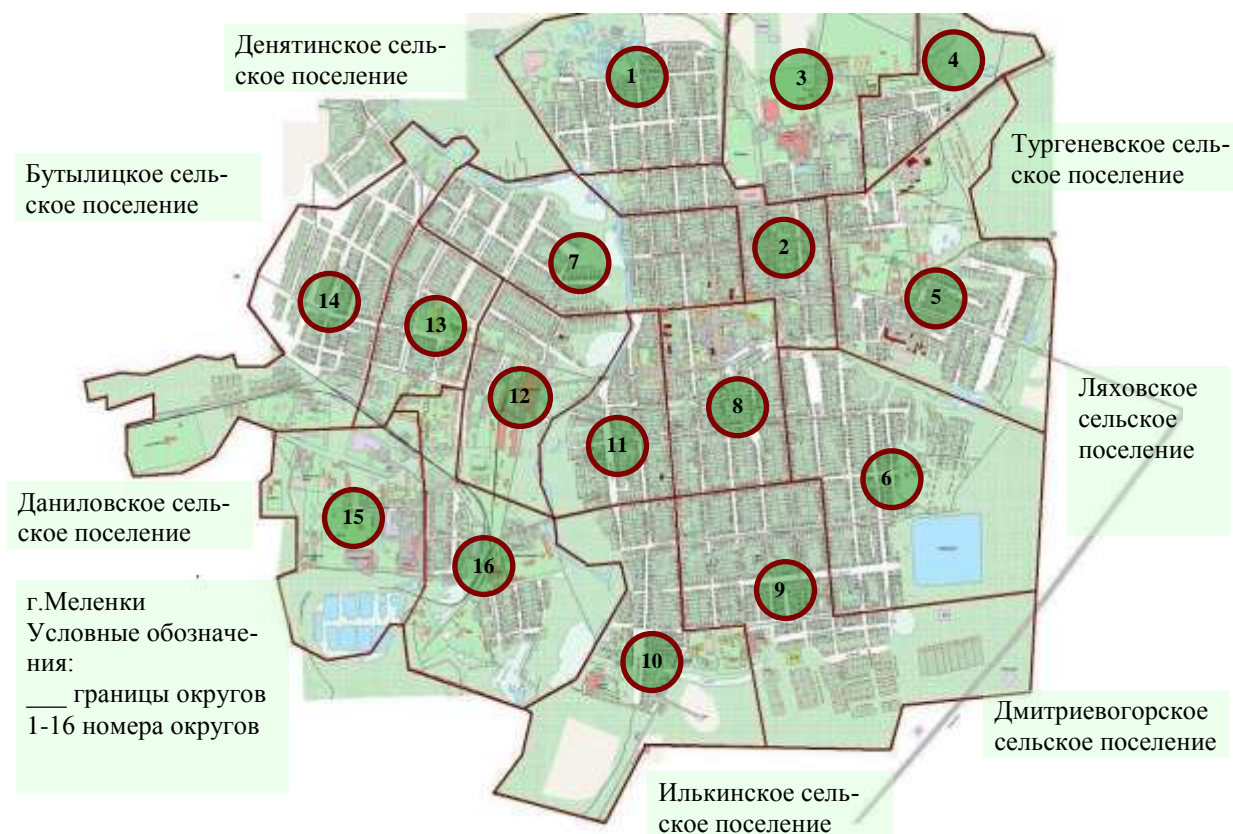 Денятинское сель-
ское поселение
1
3
4
Тургеневское сель-
ское поселение
Бутылицкое сель-
ское поселение
2
7
5
14
13
12
8
11
Ляховское
сельское
поселение
6
Даниловское сель-
ское поселение
15
16
9
10
г.Меленки
Условные обозначе-
ния:
___ границы округов
1-16 номера округов
Дмитриевогорское
сельское поселение
Илькинское сель-
ское поселение